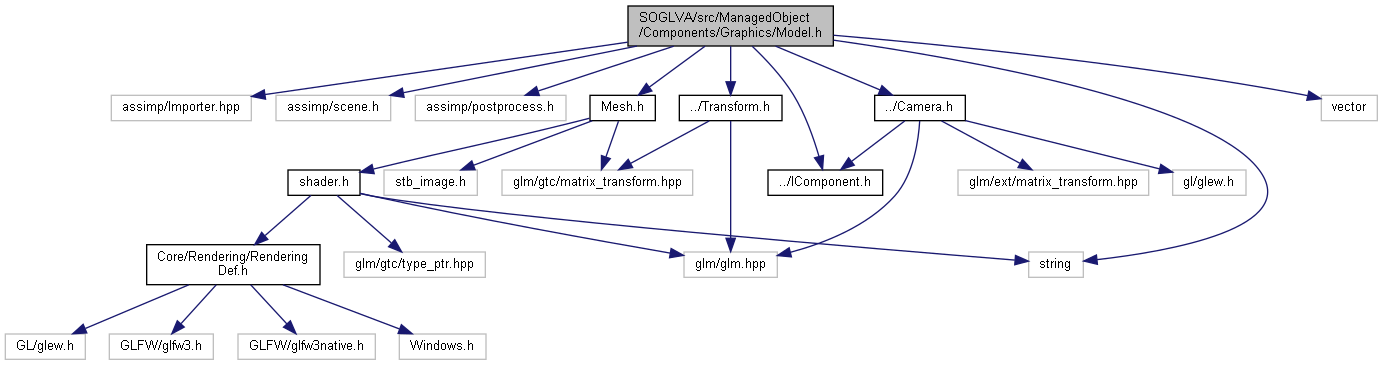 SOGLVA/src/ManagedObject
/Components/Graphics/Model.h
assimp/Importer.hpp
assimp/scene.h
assimp/postprocess.h
Mesh.h
../Transform.h
../Camera.h
vector
shader.h
stb_image.h
glm/gtc/matrix_transform.hpp
../IComponent.h
glm/ext/matrix_transform.hpp
gl/glew.h
Core/Rendering/Rendering
Def.h
glm/gtc/type_ptr.hpp
glm/glm.hpp
string
GL/glew.h
GLFW/glfw3.h
GLFW/glfw3native.h
Windows.h